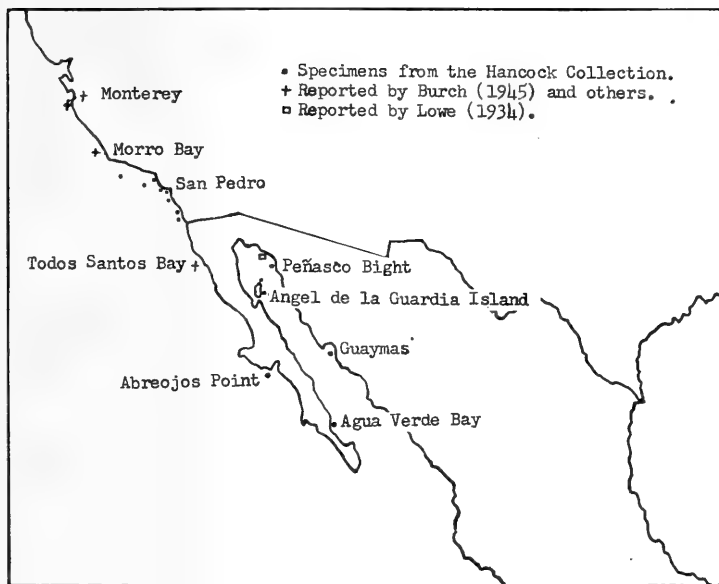 • Specimens from the Hancock Collection.
+ Reported by Burch (1945) and others.
□ Reported by Lowe (1934).
Monterey
Morro Bay
San Pedro
Todos Santos Bay
Peñasco Bight
Angel de la Guardia Island
Guaymas
Abreojos Point
Agua Verde Bay